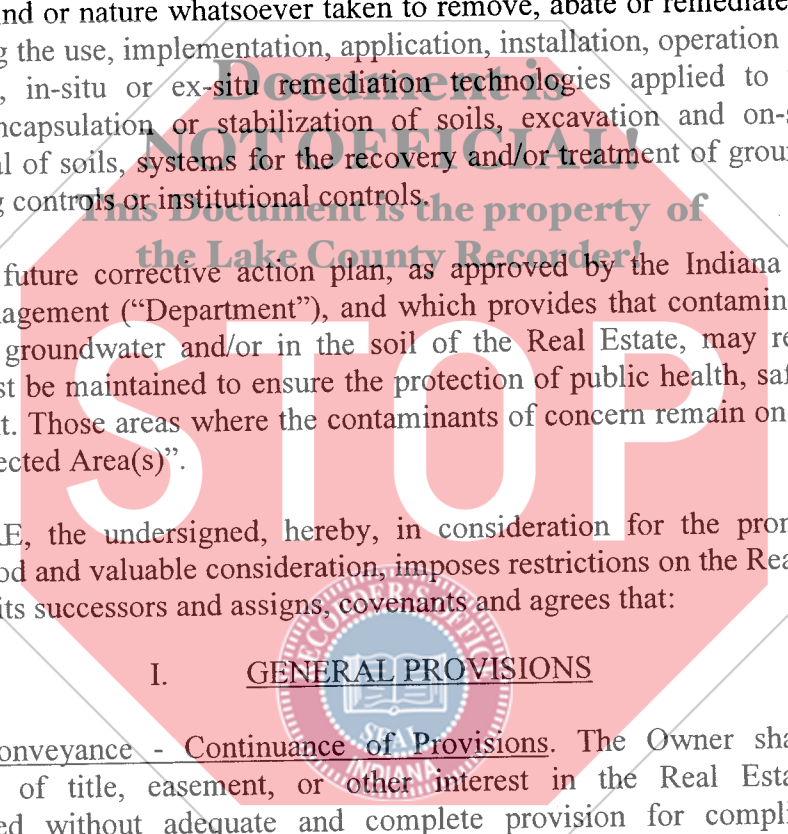 nd or nature whatsoever taken to remove, abate or remediate
g the use, implementation, application, installation, operation
, in-situ or ex-situ remediation technologies applied to
Document is
ncapsulation or stabilization of soils, excavation and on-s
NOT OFFICIAL!
al of soils, systems for the recovery and/or treatment of grou
g controls or institutional controls.
This Document is the property of
the Lake County Recorder!
future corrective action plan, as approved by the Indiana
agement (“Department”), and which provides that contamin
groundwater and/or in the soil of the Real Estate, may re
st be maintained to ensure the protection of public health, saf
t. Those areas where the contaminants of concern remain on
ected Area(s)”.
STOP
RE, the undersigned, hereby, in consideration for the pro
od and valuable consideration, imposes restrictions on the Rea
its successors and assigns, covenants and agrees that:
RECORDER'S OFFIC
I. GENERAL PROVISIONS
SEAL
INDIANA
onveyance - Continuance of Provisions. The Owner sha
of title, easement, or other interest in the Real Esta
ed without adequate and complete provision for compli